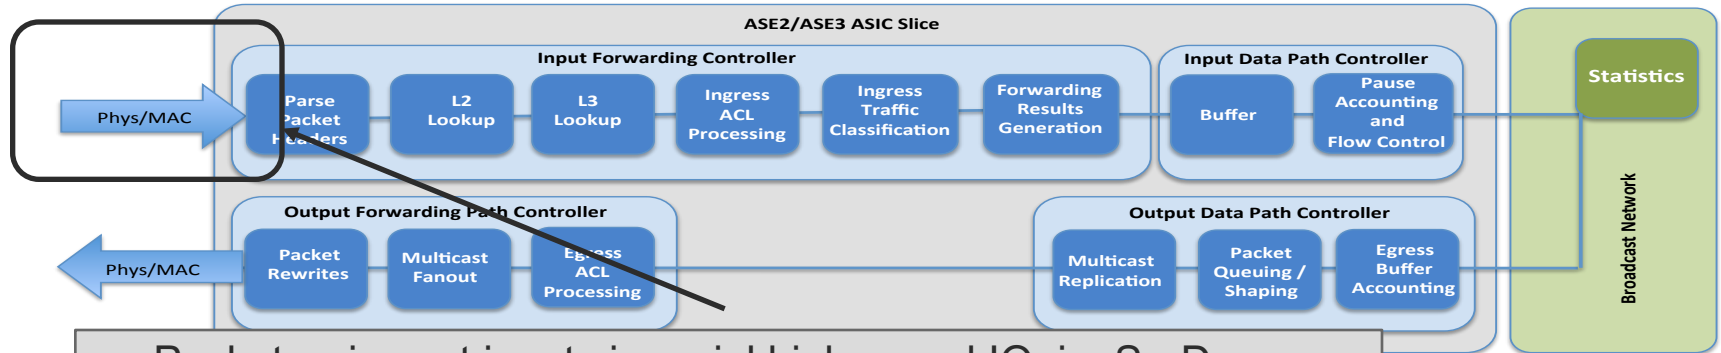 ASE2/ASE3 ASIC Slice
Input Forwarding Controller
Input Data Path Controller
Phys/MAC
Parse
Packet
Headers
L2
Lookup
L3
Lookup
Ingress
ACL
Processing
Ingress
Traffic
Classification
Forwarding
Results
Generation
Buffer
Pause
Accounting
and
Flow Control
Statistics
Broadcast Network
Output Forwarding Path Controller
Output Data Path Controller
Phys/MAC
Packet
Rewrites
Multicast
Fanout
Egress
ACL
Processing
Multicast
Replication
Packet
Queuing /
Shaping
Egress
Buffer
Accounting